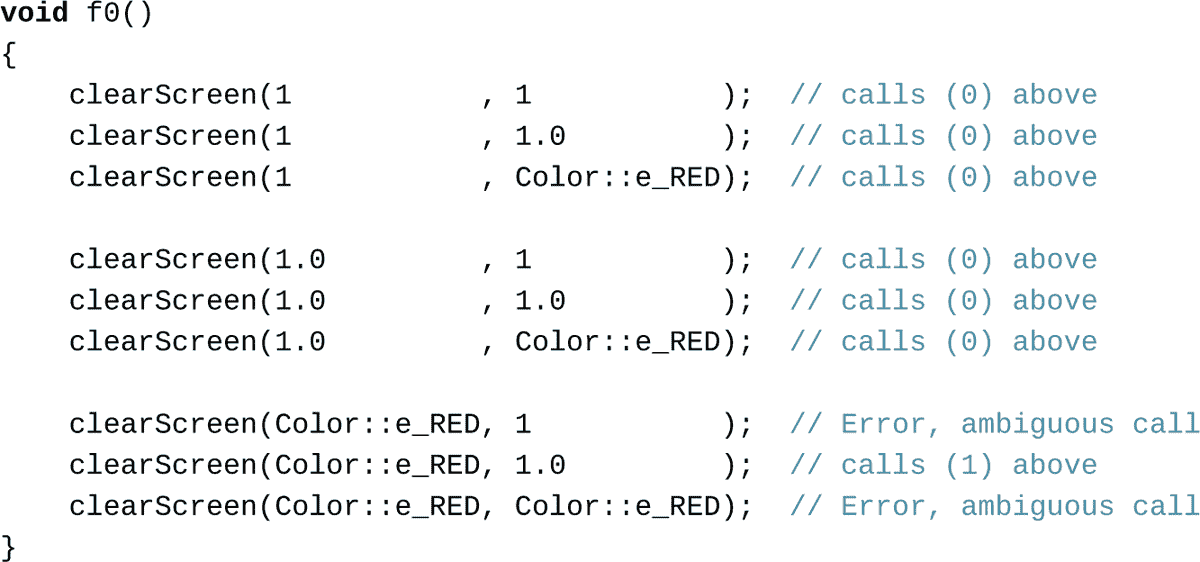 void f0()
{
    clearScreen(1           , 1           );  // calls (0) above
    clearScreen(1           , 1.0         );  // calls (0) above
    clearScreen(1           , Color::e_RED);  // calls (0) above

    clearScreen(1.0         , 1           );  // calls (0) above
    clearScreen(1.0         , 1.0         );  // calls (0) above
    clearScreen(1.0         , Color::e_RED);  // calls (0) above

    clearScreen(Color::e_RED, 1           );  // Error, ambiguous call
    clearScreen(Color::e_RED, 1.0         );  // calls (1) above
    clearScreen(Color::e_RED, Color::e_RED);  // Error, ambiguous call
}